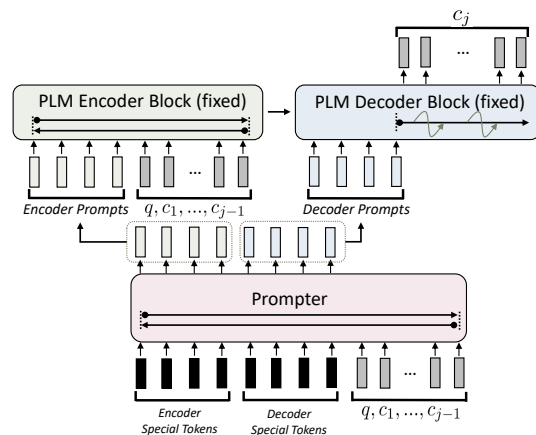 c_j
...
PLM Encoder Block (fixed)
PLM Decoder Block (fixed)
...
Encoder Prompts
q, c_1, ..., c_{j-1}
Decoder Prompts
Prompter
...
Encoder
Special Tokens
Decoder
Special Tokens
q, c_1, ..., c_{j-1}